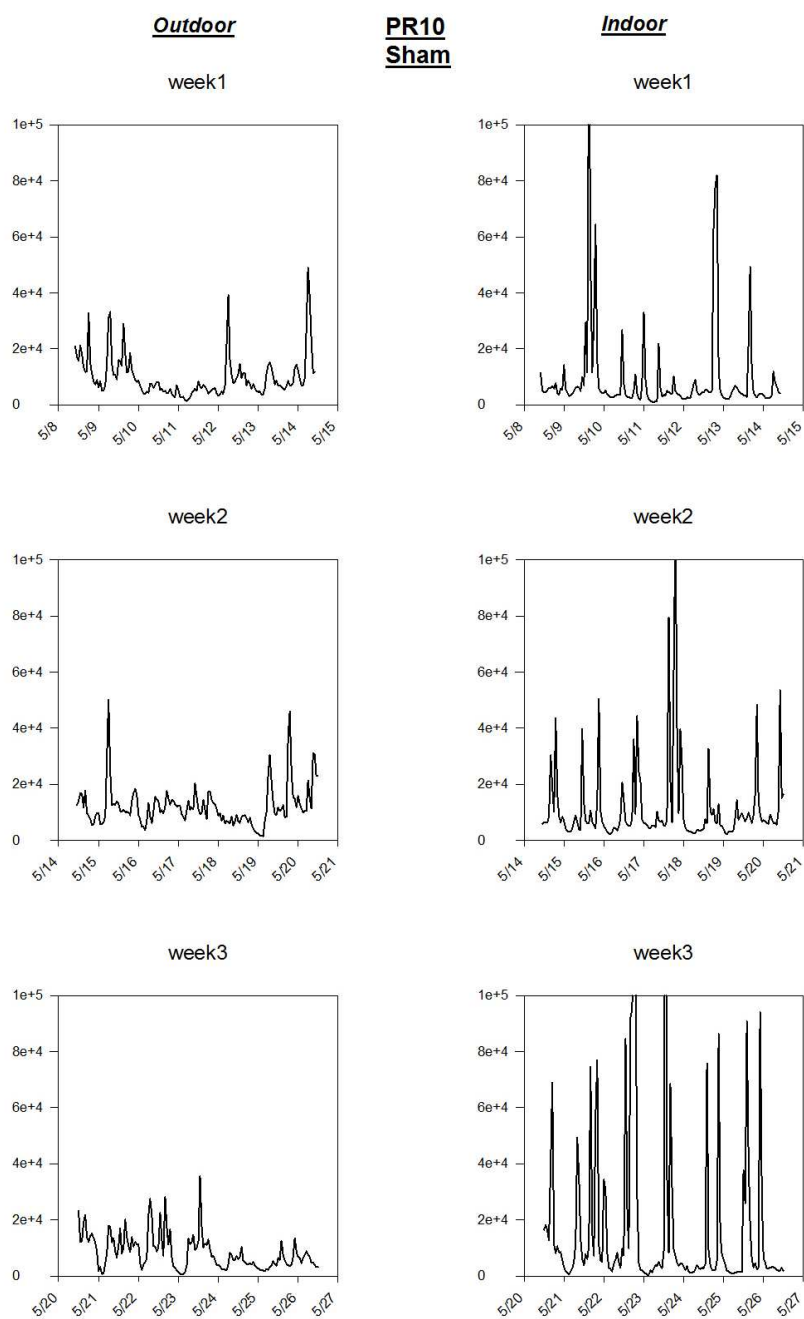 Outdoor
PR10
Sham
Indoor
week1
week1
1e+5
8e+4
6e+4
4e+4
2e+4
0
5/8
5/9
5/10
5/11
5/12
5/13
5/14
5/15
1e+5
8e+4
6e+4
4e+4
2e+4
0
5/8
5/9
5/10
5/11
5/12
5/13
5/14
5/15
week2
week2
1e+5
8e+4
6e+4
4e+4
2e+4
0
5/14
5/15
5/16
5/17
5/18
5/19
5/20
5/21
1e+5
8e+4
6e+4
4e+4
2e+4
0
5/14
5/15
5/16
5/17
5/18
5/19
5/20
5/21
week3
week3
1e+5
8e+4
6e+4
4e+4
2e+4
0
5/20
5/21
5/22
5/23
5/24
5/25
5/26
5/27
1e+5
8e+4
6e+4
4e+4
2e+4
0
5/20
5/21
5/22
5/23
5/24
5/25
5/26
5/27